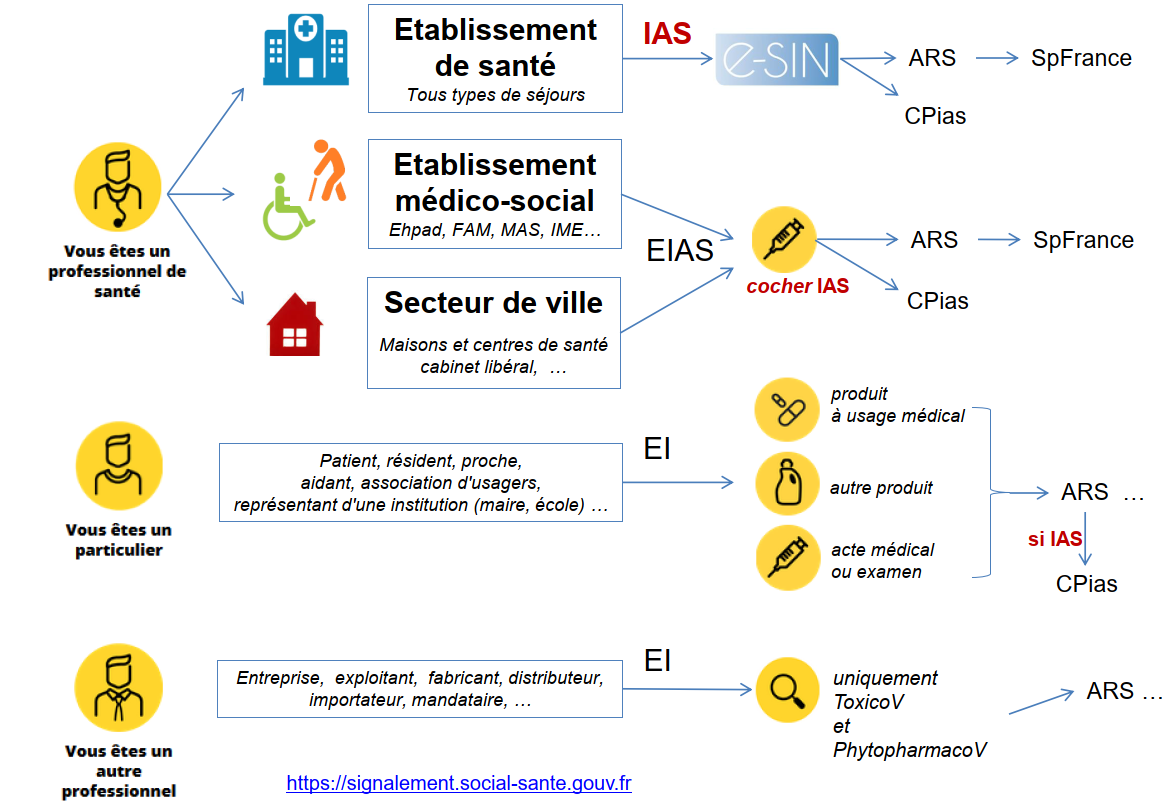 Etablissement
de santé
Tous types de séjours
IAS
e-SIN
ARS
SpFrance
CPias
Vous êtes un
professionnel de
santé
Etablissement
médico-social
Ehpad, FAM, MAS, IME…
EIAS
cocher IAS
ARS
SpFrance
CPias
Secteur de ville
Maisons et centres de santé
cabinet libéral, …
Vous êtes un
particulier
Patient, résident, proche,
aidant, association d'usagers,
représentant d'une institution (maire, école) …
EI
produit
à usage médical
autre produit
acte médical
ou examen
ARS …
si IAS
CPias
Vous êtes un
autre
professionnel
Entreprise, exploitant, fabricant, distributeur,
importateur, mandataire, …
EI
uniquement
ToxicoV
et
PhytopharmacoV
ARS …
https://signalement.social-sante.gouv.fr